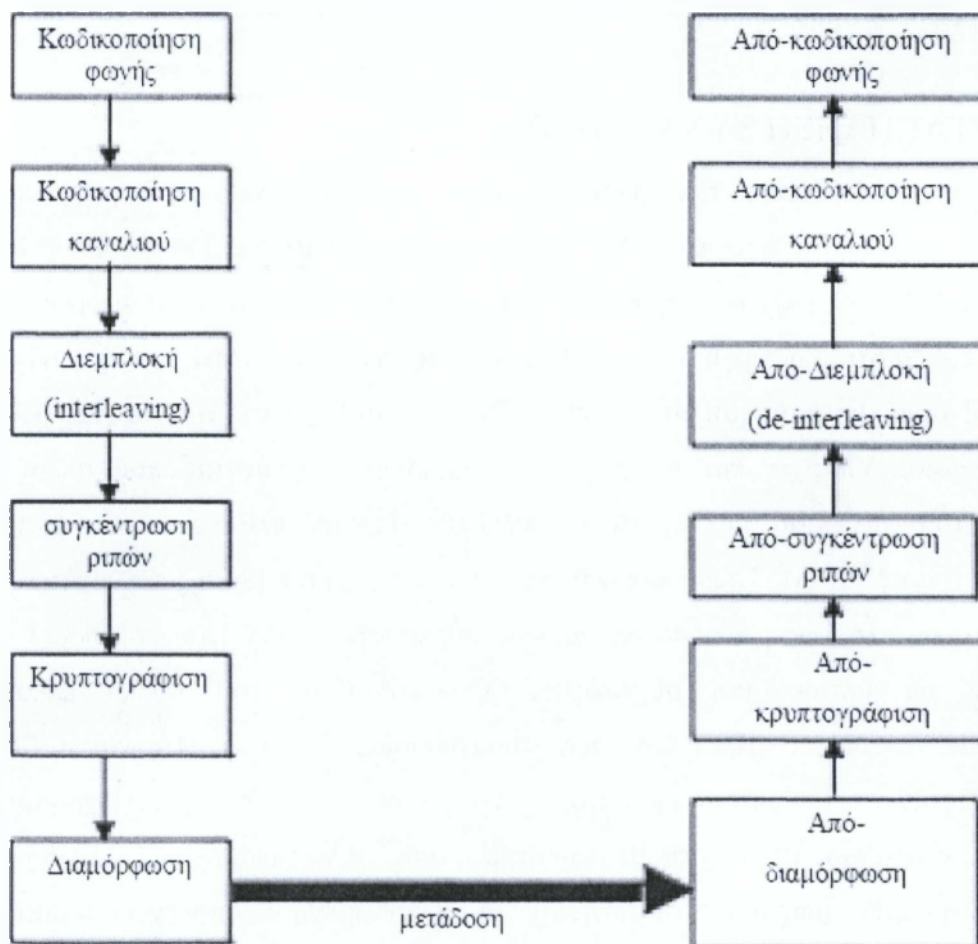 Κωδικοποίηση
φωνής
Κωδικοποίηση
καναλιού
Διεμπλοκή
(interleaving)
συγκέντρωση
ριπών
Κρυπτογράφιση
Διαμόρφωση
μετάδοση
Από-κωδικοποίηση
φωνής
Από-κωδικοποίηση
καναλιού
Απο-Διεμπλοκή
(de-interleaving)
Από-συγκέντρωση
ριπών
Από-
κρυπτογράφιση
Από-
διαμόρφωση